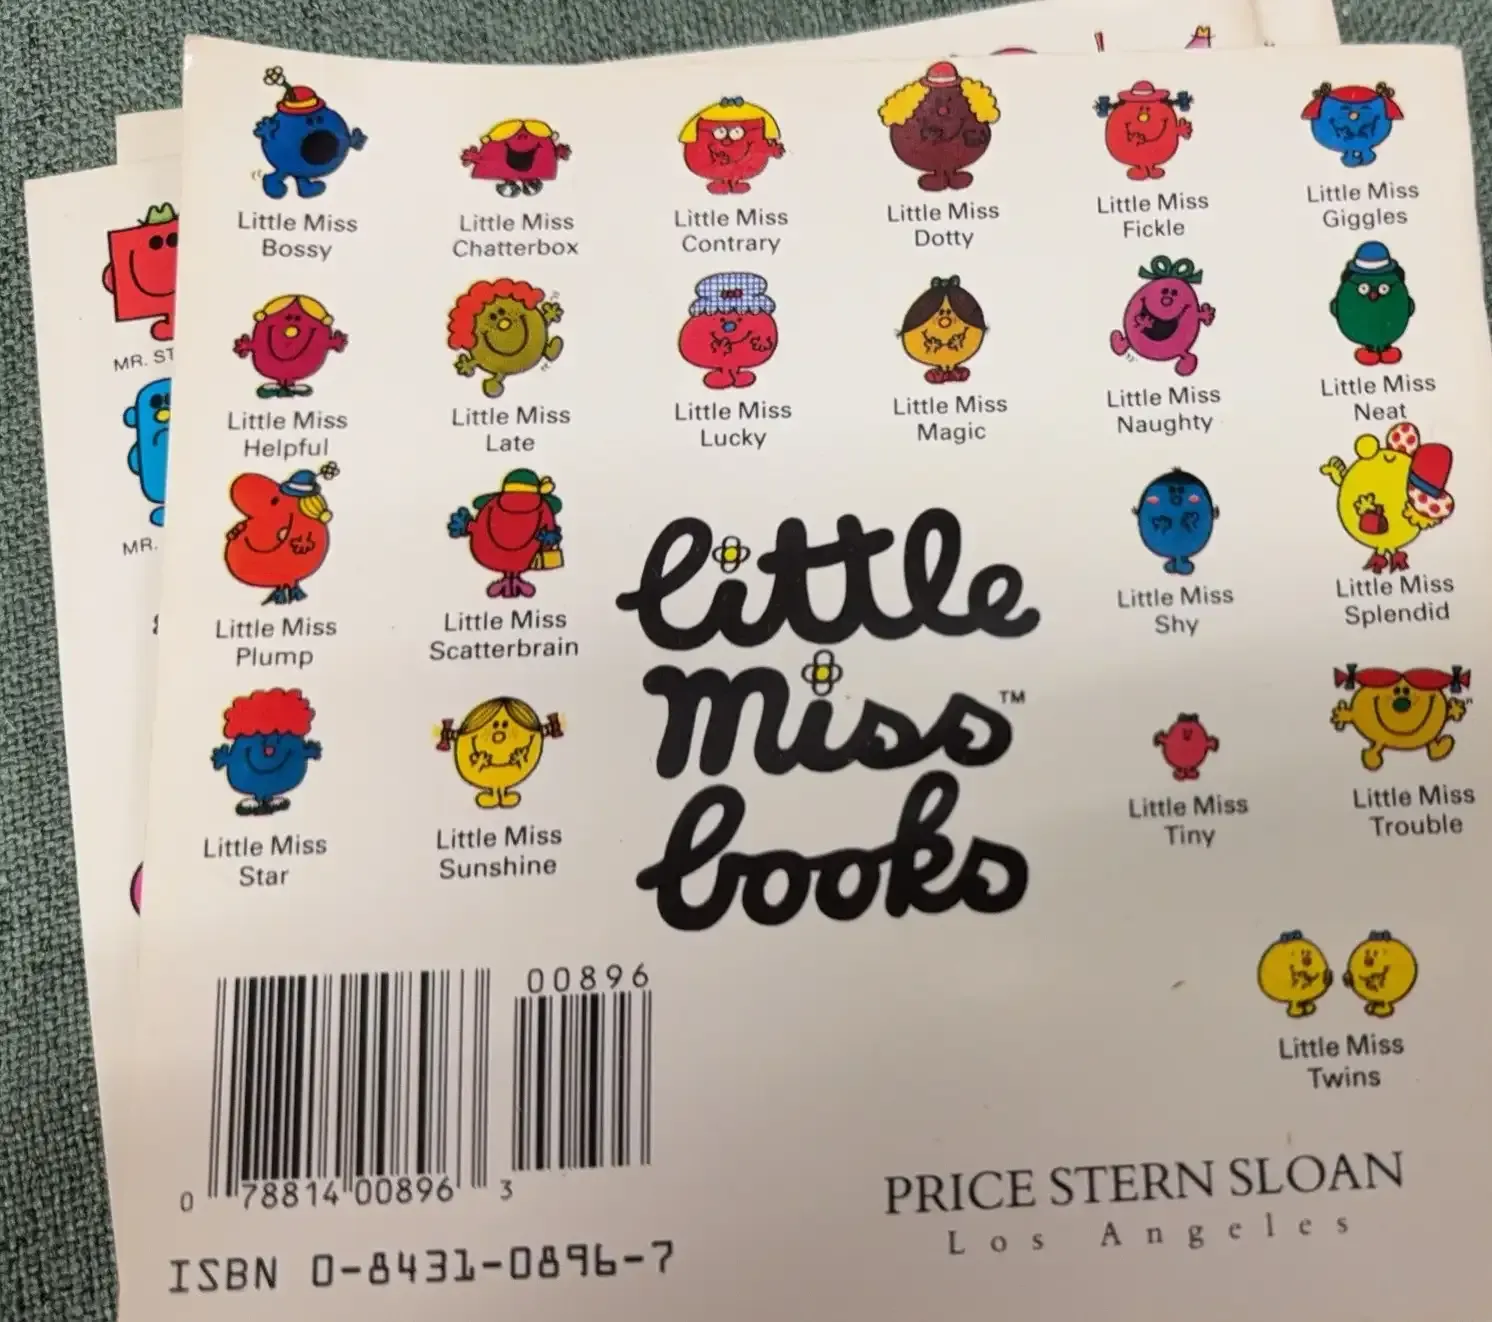 Little Miss
Bossy
Little Miss
Chatterbox
Little Miss
Contrary
Little Miss
Dotty
Little Miss
Fickle
Little Miss
Giggles
Little Miss
Helpful
Little Miss
Late
Little Miss
Lucky
Little Miss
Magic
Little Miss
Naughty
Little Miss
Neat
Little Miss
Plump
Little Miss
Scatterbrain
Little Miss
Shy
Little Miss
Splendid
Little Miss
Star
Little Miss
Sunshine
little
miss™
books
Little Miss
Tiny
Little Miss
Trouble
Little Miss
Twins
MR. ST
MR.
00896
0 78814 00896 3
ISBN 0-8431-0896-7
PRICE STERN SLOAN
Los Angeles